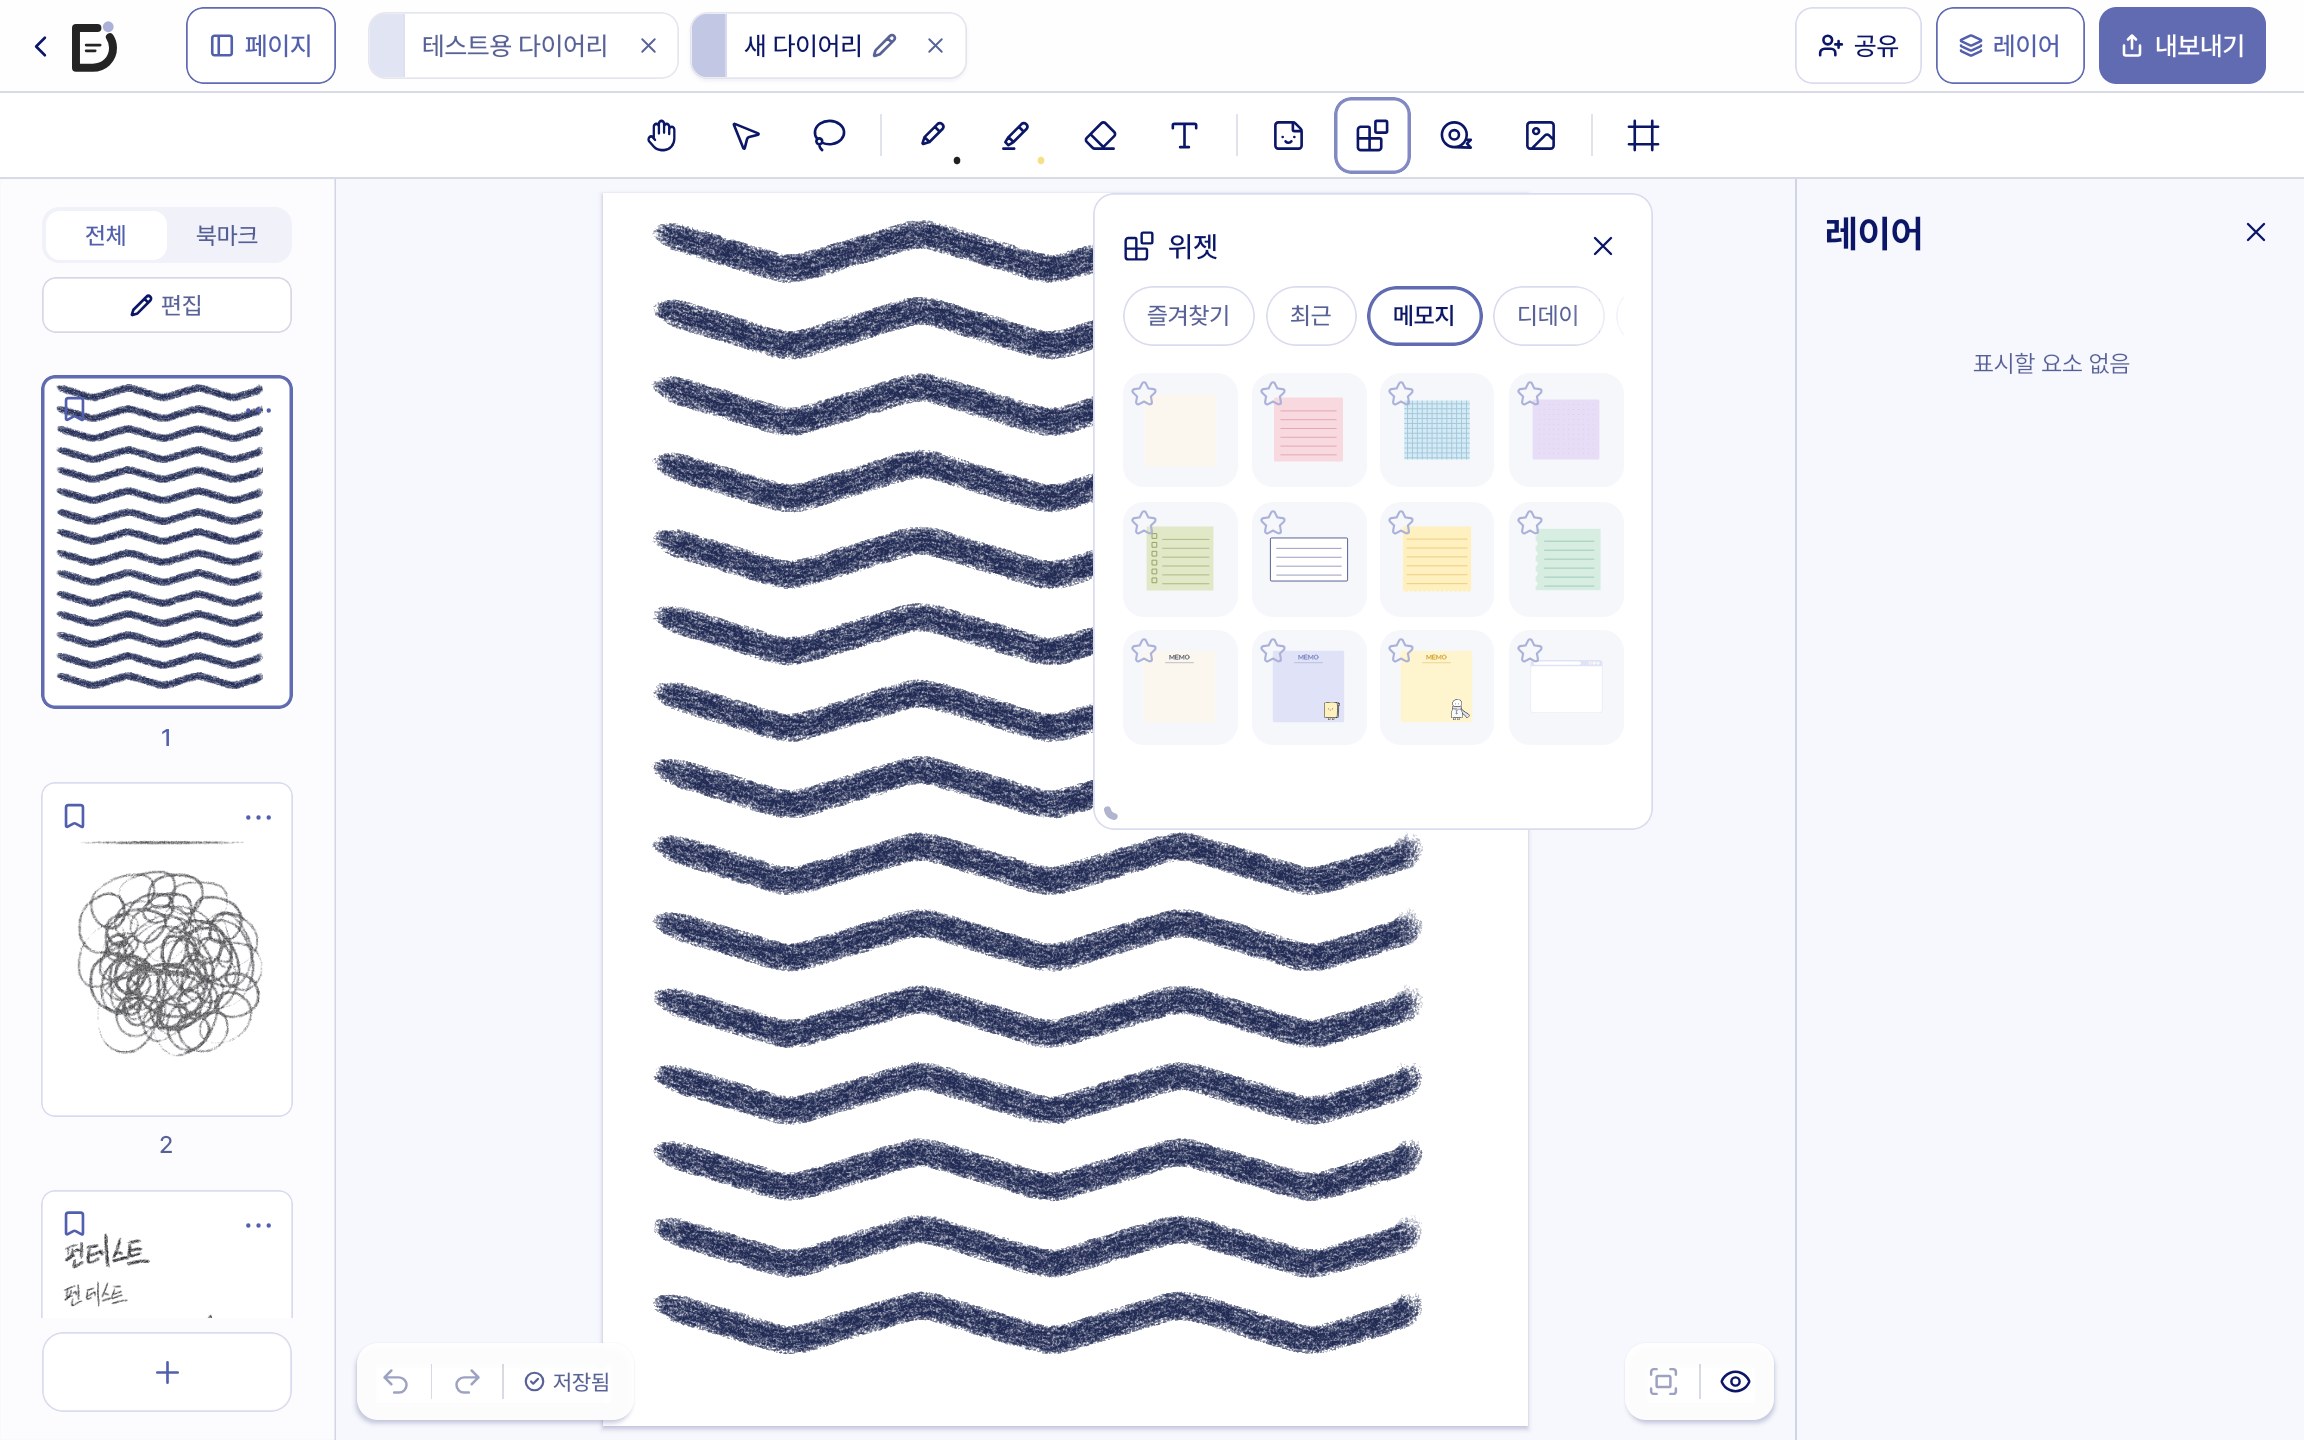 페이지
테스트용 다이어리
새 다이어리
공유
레이어
내보내기
전체
북마크
편집
1
2
펜테스트
펜테스트
위젯
즐겨찾기
최근
메모지
디데이
MEMO
MEMO
MEMO
레이어
표시할 요소 없음
저장됨